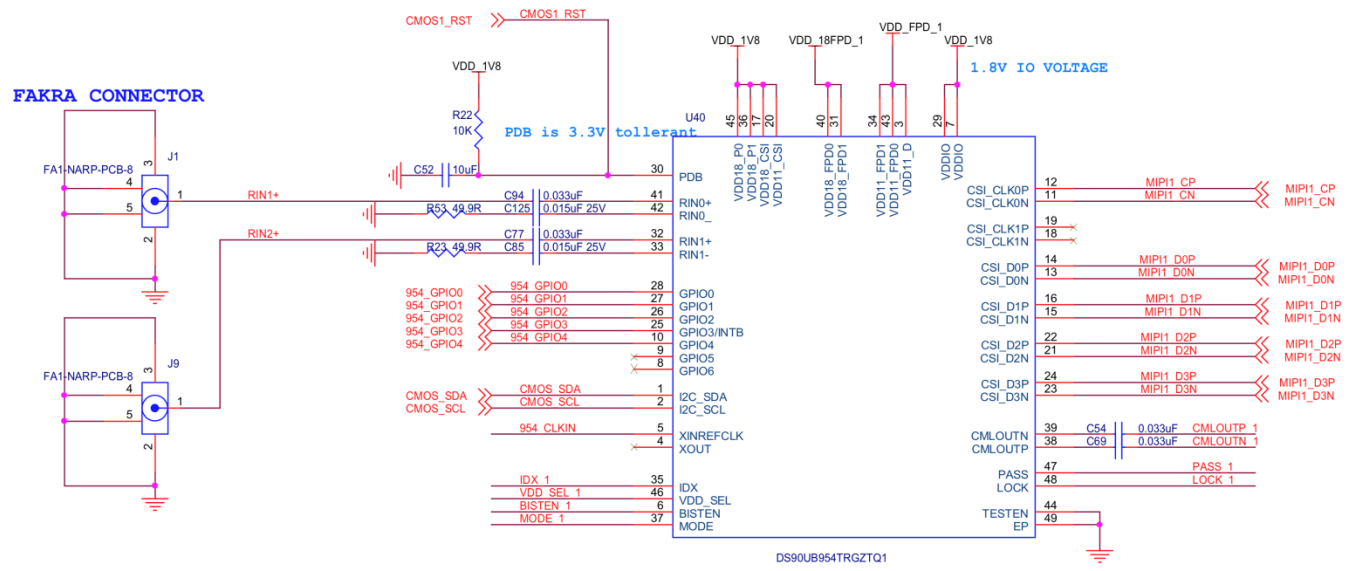 CMOS1_RST
CMOS1_RST
VDD_1V8
VDD_18FPD_1
VDD_FPD_1
VDD_1V8
1.8V IO VOLTAGE
VDD_1V8
FAKRA CONNECTOR
R22
10K
PDB is 3.3V tollerant
U40
45
36
17
20
40
31
34
43
3
29
7
VDD18_P0
VDD18_P1
VDD18_CSI
VDD11_CSI
VDD18_FPD0
VDD18_FPD1
VDD11_FPD1
VDD11_FPD0
VDD11_D
VDDIO
VDDIO
J1
FA1-NARP-PCB-8
3
4
5
1
2
C52
10uF
30
PDB
RIN1+
C94
0.033uF
41
RIN0+
R53
49.9R
C125
0.015uF 25V
42
RIN0_
RIN2+
C77
0.033uF
32
RIN1+
R23
49.9R
C85
0.015uF 25V
33
RIN1-
954_GPIO0
954_GPIO0
28
GPIO0
954_GPIO1
954_GPIO1
27
GPIO1
954_GPIO2
954_GPIO2
26
GPIO2
954_GPIO3
954_GPIO3
25
GPIO3/INTB
954_GPIO4
954_GPIO4
10
GPIO4
9
GPIO5
8
GPIO6
J9
FA1-NARP-PCB-8
3
4
5
1
2
CMOS_SDA
CMOS_SDA
1
I2C_SDA
CMOS_SCL
CMOS_SCL
2
I2C_SCL
954_CLKIN
5
XINREFCLK
4
XOUT
IDX_1
35
IDX
VDD_SEL_1
46
VDD_SEL
BISTEN_1
6
BISTEN
MODE_1
37
MODE
CSI_CLK0P
12
MIPI1_CP
MIPI1_CP
CSI_CLK0N
11
MIPI1_CN
MIPI1_CN
CSI_CLK1P
19
CSI_CLK1N
18
CSI_D0P
14
MIPI1_D0P
MIPI1_D0P
CSI_D0N
13
MIPI1_D0N
MIPI1_D0N
CSI_D1P
16
MIPI1_D1P
MIPI1_D1P
CSI_D1N
15
MIPI1_D1N
MIPI1_D1N
CSI_D2P
22
MIPI1_D2P
MIPI1_D2P
CSI_D2N
21
MIPI1_D2N
MIPI1_D2N
CSI_D3P
24
MIPI1_D3P
MIPI1_D3P
CSI_D3N
23
MIPI1_D3N
MIPI1_D3N
CMLOUTN
39
C54
0.033uF
CMLOUTP_1
CMLOUTP
38
C69
0.033uF
CMLOUTN_1
PASS
47
PASS_1
LOCK
48
LOCK_1
TESTEN
44
EP
49
DS90UB954TRGZTQ1